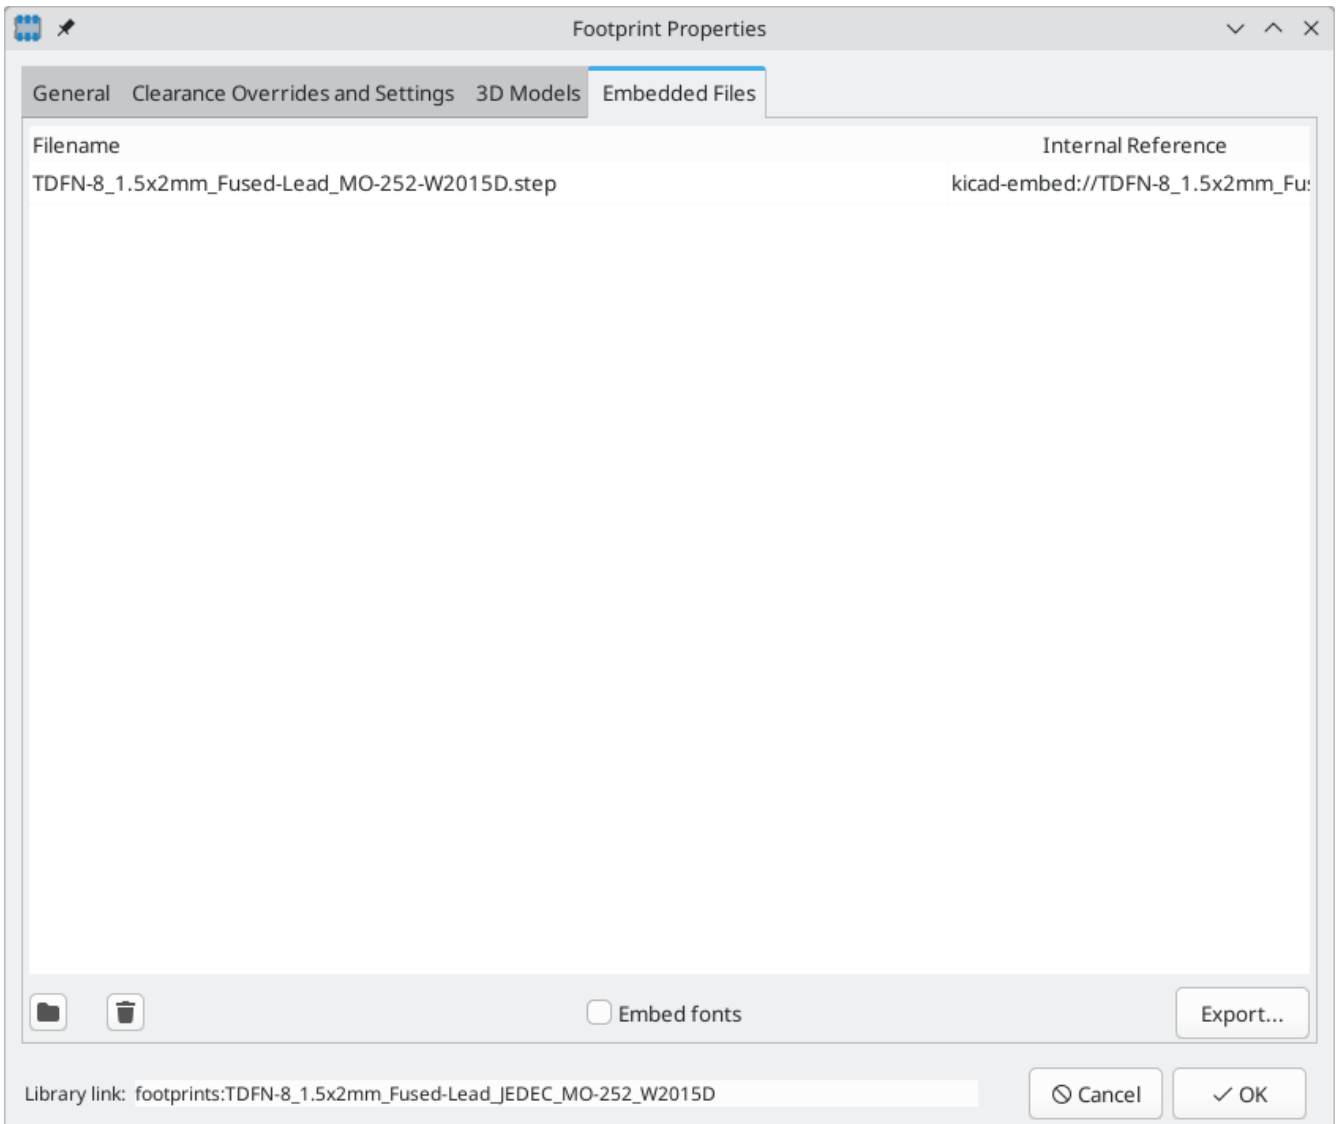 Footprint Properties
General Clearance Overrides and Settings 3D Models Embedded Files
Filename Internal Reference
TDFN-8_1.5x2mm_Fused-Lead_MO-252-W2015D.step kicad-embed://TDFN-8_1.5x2mm_Fu
Embed fonts Export...
Library link: footprints:TDFN-8_1.5x2mm_Fused-Lead_JEDEC_MO-252_W2015D Cancel OK